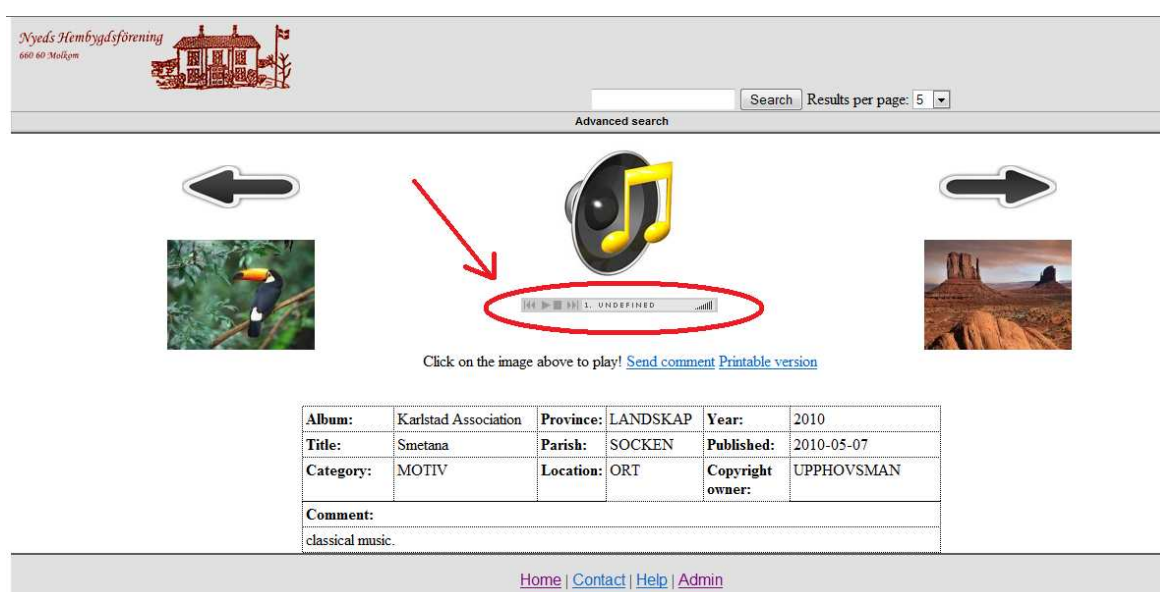 Nyeds Hembygdsförening
660 60 Molkom
Search Results per page: 5
Advanced search
1. UNDEFINED
Click on the image above to play! Send comment Printable version
Album: Karlstad Association Province: LANDSKAP Year: 2010
Title: Smetana Parish: SOCKEN Published: 2010-05-07
Category: MOTIV Location: ORT Copyright owner: UPPHOVSMAN
Comment:
classical music.
Home | Contact | Help | Admin